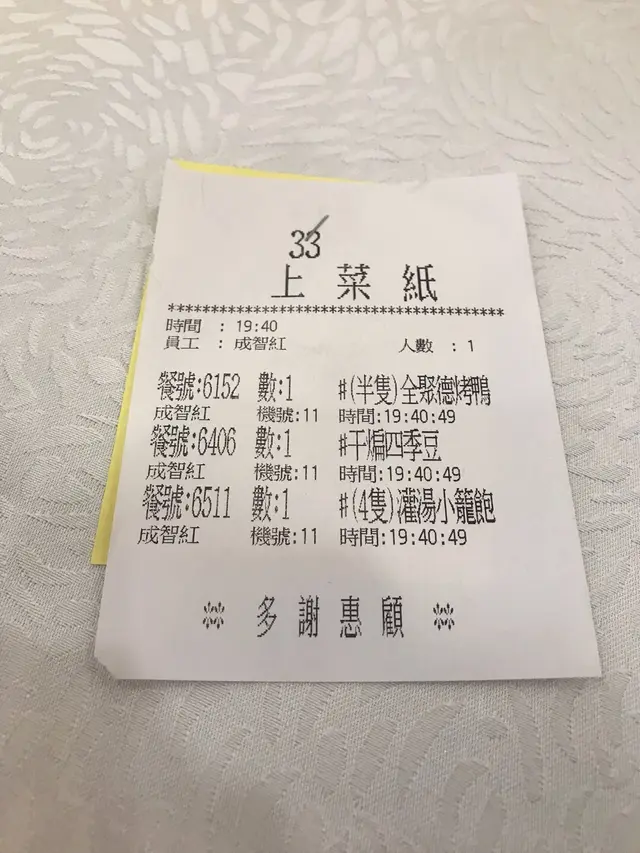 33
上菜紙
****************************************
時間 : 19:40
員工 : 成智紅 人數 : 1
餐號:6152 數:1 #(半隻)全聚德烤鴨
成智紅 機號:11 時間:19:40:49
餐號:6406 數:1 #干煸四季豆
成智紅 機號:11 時間:19:40:49
餐號:6511 數:1 #(4隻)灌湯小籠飽
成智紅 機號:11 時間:19:40:49
多謝惠顧